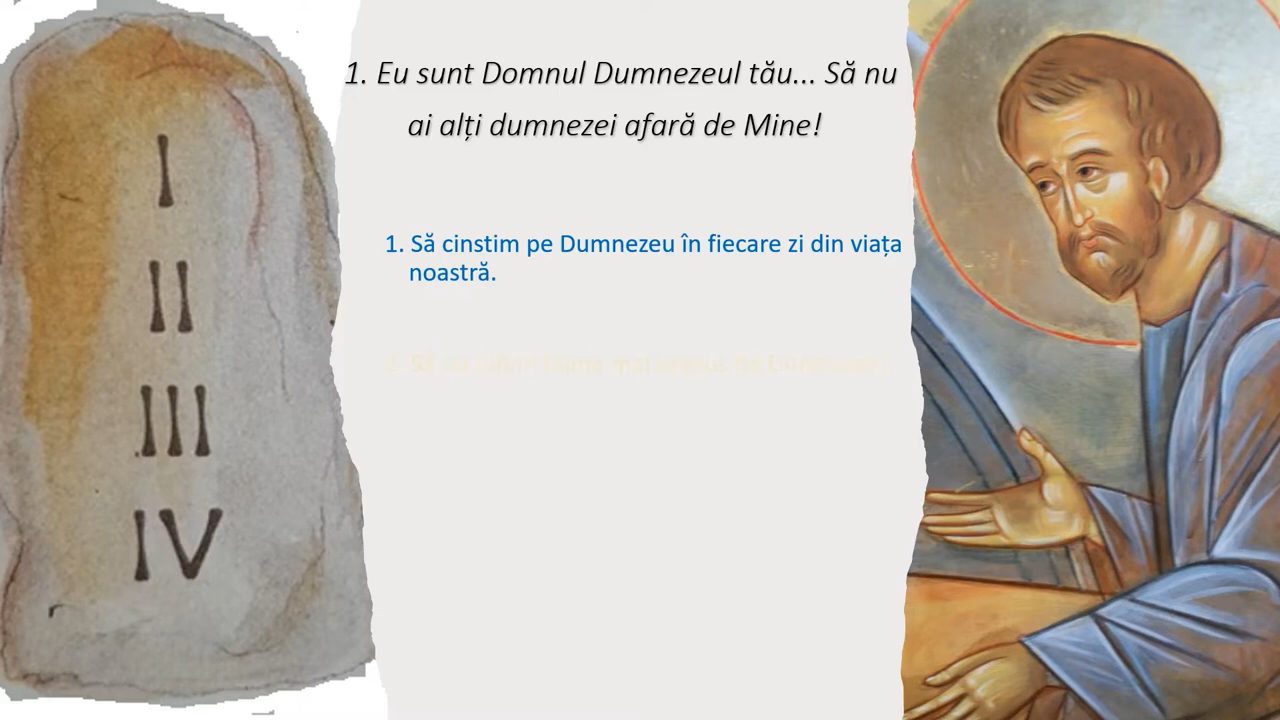 I
II
III
IV
1. Eu sunt Domnul Dumnezeul tău... Să nu
ai alți dumnezei afară de Mine!
1. Să cinstim pe Dumnezeu în fiecare zi din viața
noastră.